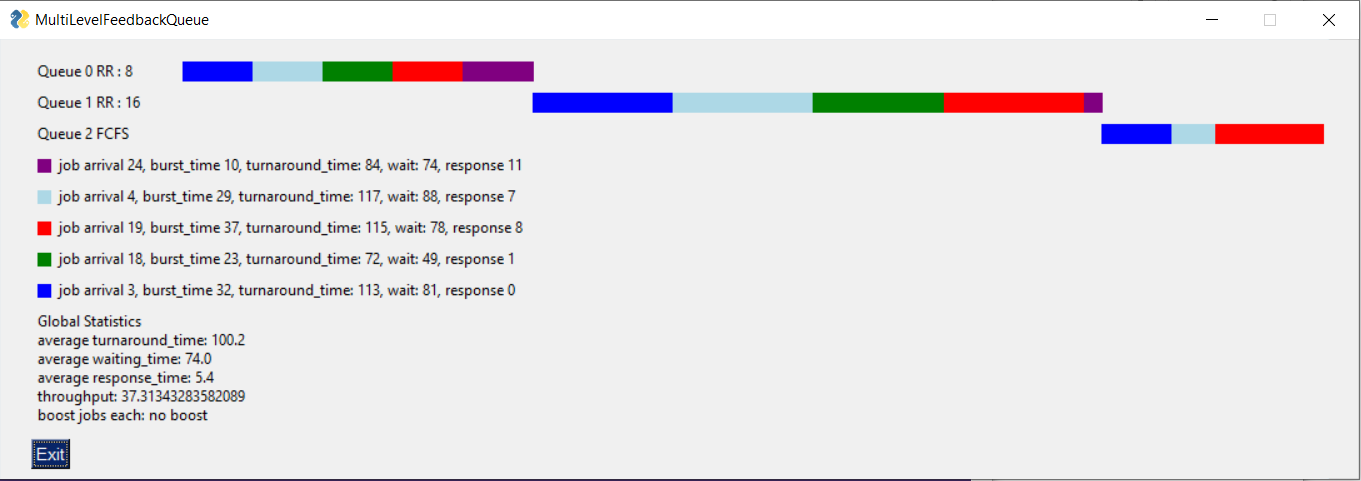 MultiLevelFeedbackQueue
Queue 0 RR : 8
Queue 1 RR : 16
Queue 2 FCFS
job arrival 24, burst_time 10, turnaround_time: 84, wait: 74, response 11
job arrival 4, burst_time 29, turnaround_time: 117, wait: 88, response 7
job arrival 19, burst_time 37, turnaround_time: 115, wait: 78, response 8
job arrival 18, burst_time 23, turnaround_time: 72, wait: 49, response 1
job arrival 3, burst_time 32, turnaround_time: 113, wait: 81, response 0
Global Statistics
average turnaround_time: 100.2
average waiting_time: 74.0
average response_time: 5.4
throughput: 37.31343283582089
boost jobs each: no boost
Exit